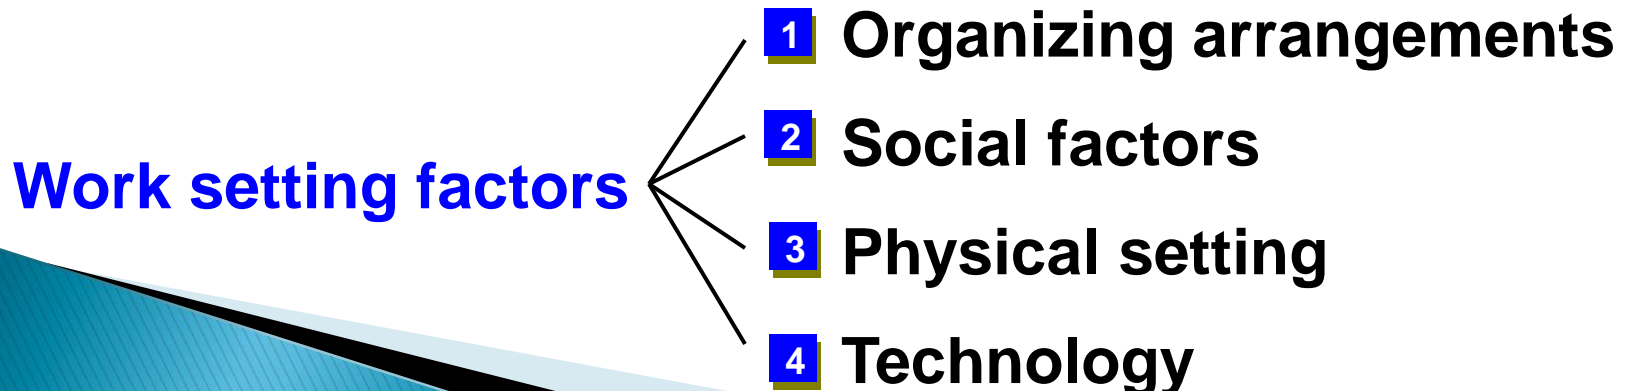 1 Organizing arrangements
2 Social factors
Work setting factors
3 Physical setting
4 Technology